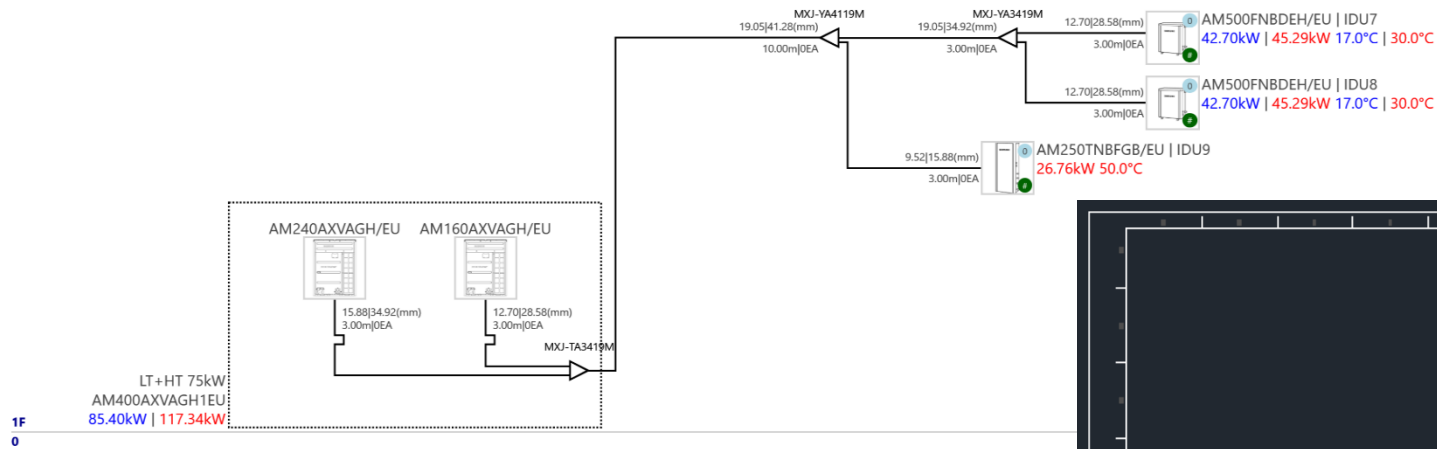 MXJ-YA4119M
19.05|41.28(mm)
10.00m|0EA
MXJ-YA3419M
19.05|34.92(mm)
3.00m|0EA
12.70|28.58(mm)
3.00m|0EA
0
#
AM500FNBDEH/EU | IDU7
42.70kW | 45.29kW 17.0°C | 30.0°C
12.70|28.58(mm)
3.00m|0EA
0
#
AM500FNBDEH/EU | IDU8
42.70kW | 45.29kW 17.0°C | 30.0°C
9.52|15.88(mm)
3.00m|0EA
0
#
AM250TNBFGB/EU | IDU9
26.76kW 50.0°C
AM240AXVAGH/EU
AM160AXVAGH/EU
15.88|34.92(mm)
3.00m|0EA
12.70|28.58(mm)
3.00m|0EA
MXJ-TA3419M
LT+HT 75kW
AM400AXVAGH1EU
85.40kW | 117.34kW
1F
0